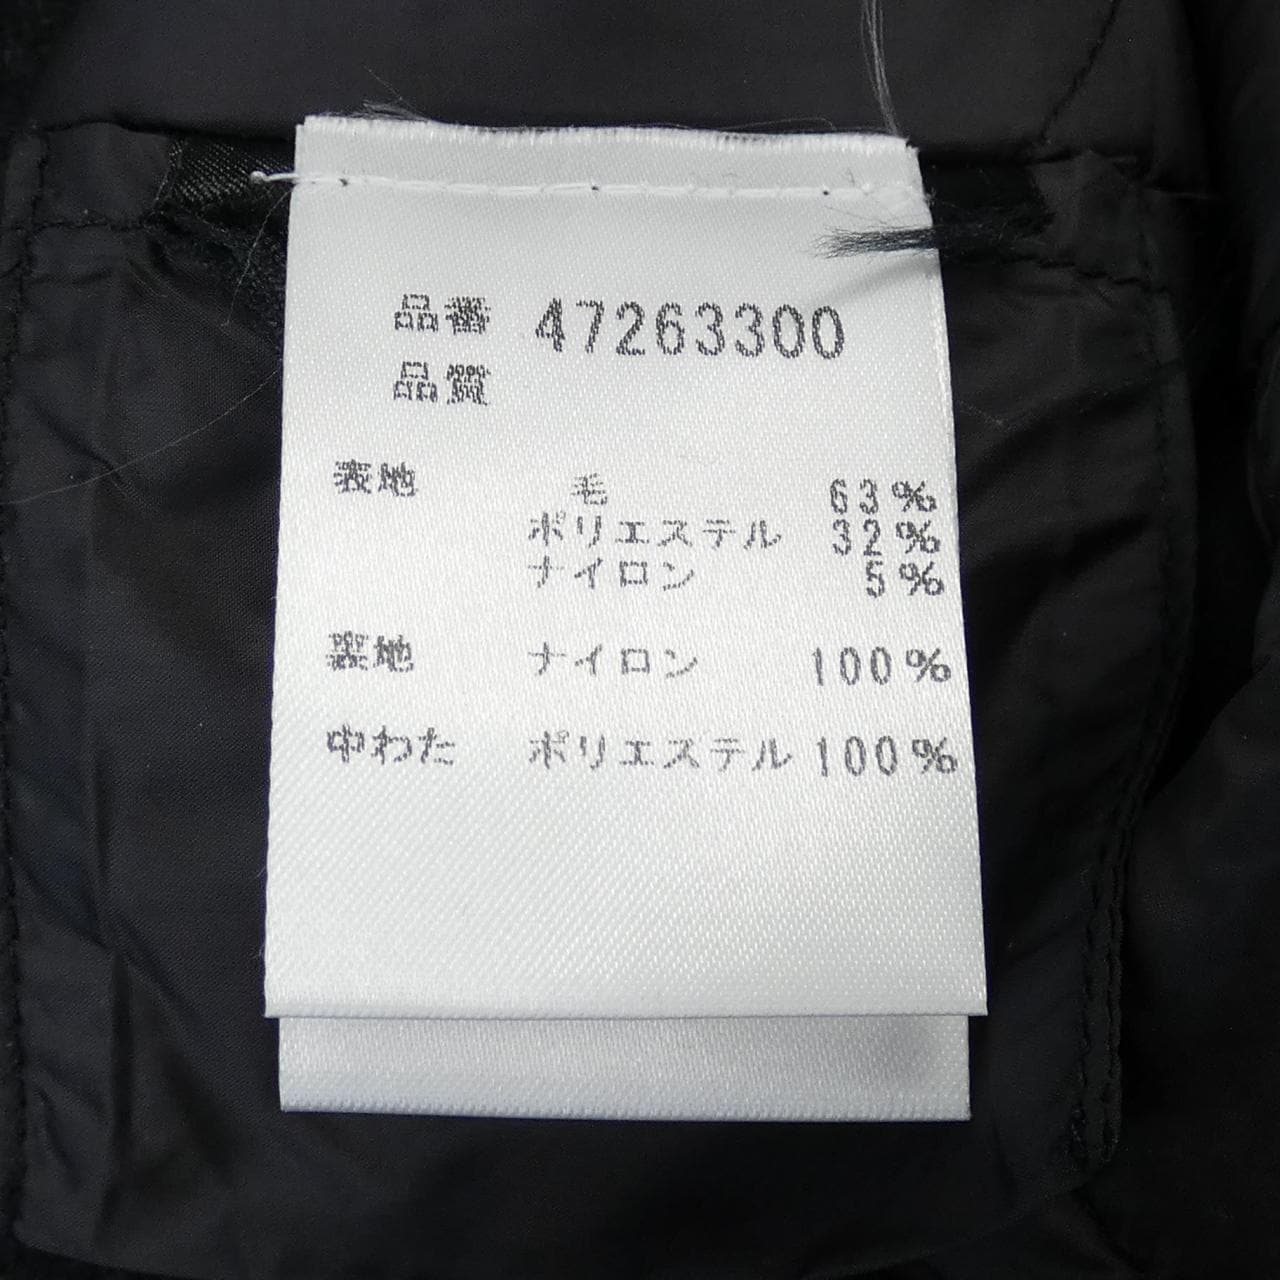 品番 47263300
品質
表地 毛 63%
ポリエステル 32%
ナイロン 5%
裏地 ナイロン 100%
中わた ポリエステル 100%